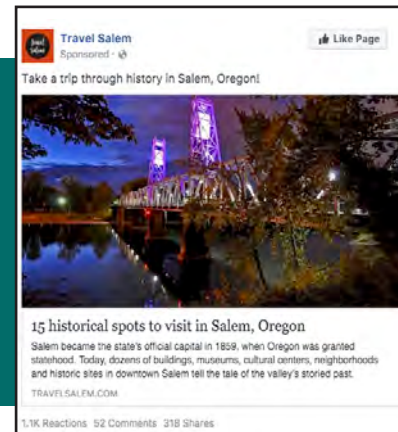 Travel Salem
Like Page
Sponsored ·
Take a trip through history in Salem, Oregon!
15 historical spots to visit in Salem, Oregon
Salem became the state's official capital in 1859, when Oregon was granted
statehood. Today, dozens of buildings, museums, cultural centers, neighborhoods
and historic sites in downtown Salem tell the tale of the valley's storied past.
TRAVELSALEM.COM
1.1K Reactions 52 Comments 318 Shares